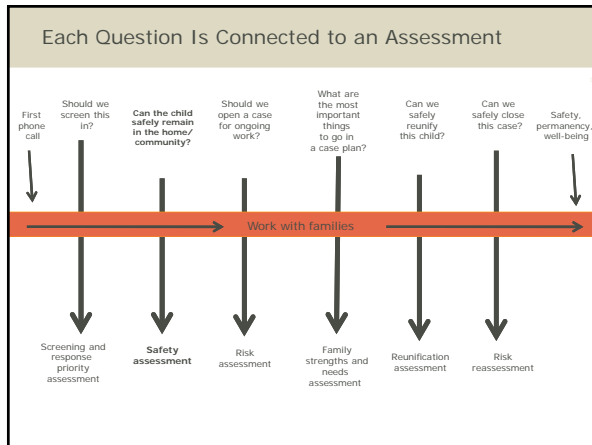 Each Question Is Connected to an Assessment
First
phone
call
Should we
screen this
in?
Can the child
safely remain
in the home/
community?
Should we
open a case
for ongoing
work?
What are
the most
important
things
to go in
a case plan?
Can we
safely
reunify
this child?
Can we
safely close
this case?
Safety,
permanency,
well-being
Work with families
Screening and
response
priority
assessment
Safety
assessment
Risk
assessment
Family
strengths and
needs
assessment
Reunification
assessment
Risk
reassessment